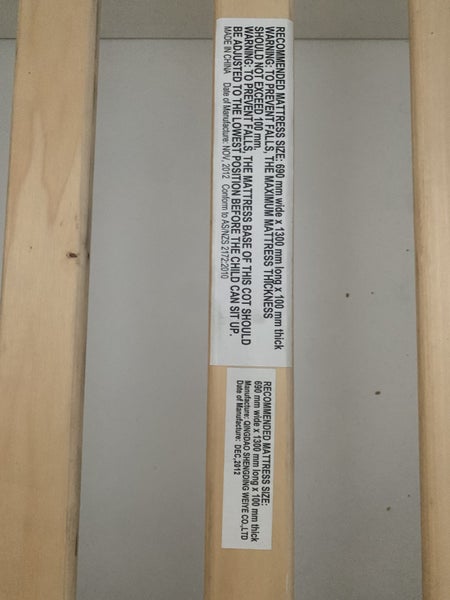 RECOMMENDED MATTRESS SIZE: 690 mm wide x 1300 mm long x 100 mm thick
WARNING: TO PREVENT FALLS, THE MAXIMUM MATTRESS THICKNESS
SHOULD NOT EXCEED 100 mm.
WARNING: TO PREVENT FALLS, THE MATTRESS BASE OF THIS COT SHOULD
BE ADJUSTED TO THE LOWEST POSITION BEFORE THE CHILD CAN SIT UP.
MADE IN CHINA Date of Manufacture: NOV, 2012 Conform to AS/NZS 2172:2010
RECOMMENDED MATTRESS SIZE:
690 mm wide x 1300 mm long x 100 mm thick
Manufacture: QINGDAO SHENGDING WEIYE CO.,LTD
Date of Manufacture: DEC,2012